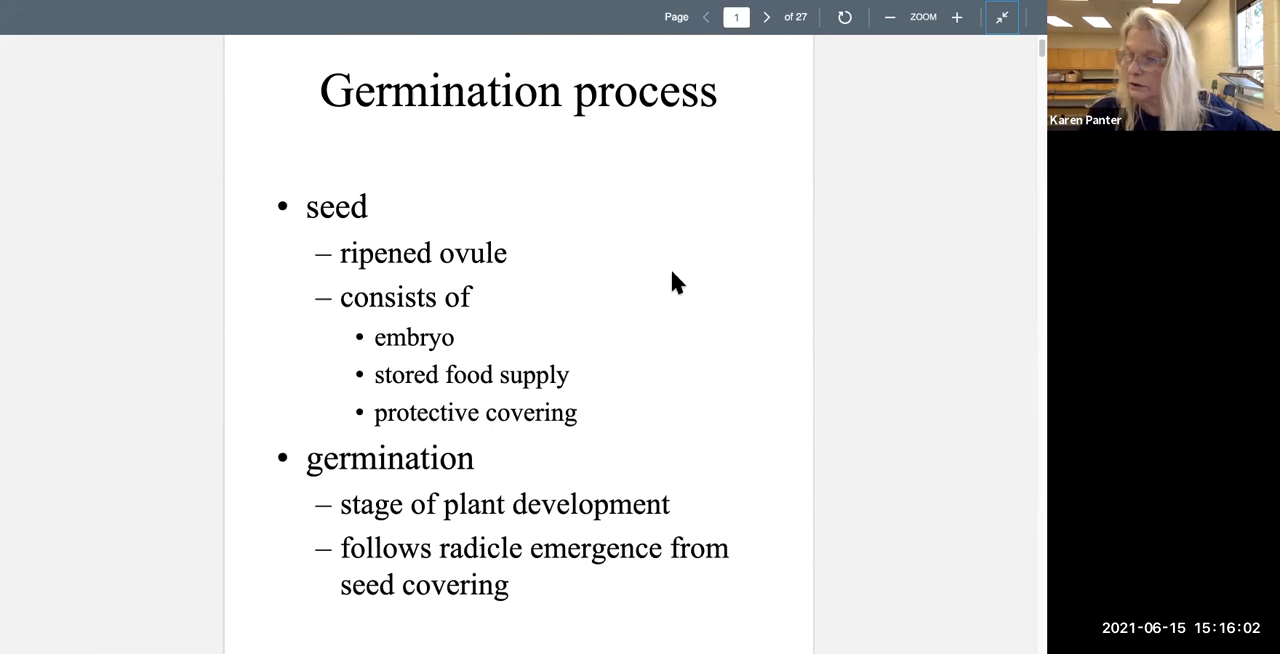 Page 1 of 27 ZOOM
Germination process
• seed
– ripened ovule
– consists of
• embryo
• stored food supply
• protective covering
• germination
– stage of plant development
– follows radicle emergence from
seed covering
Karen Panter
2021-06-15 15:16:02